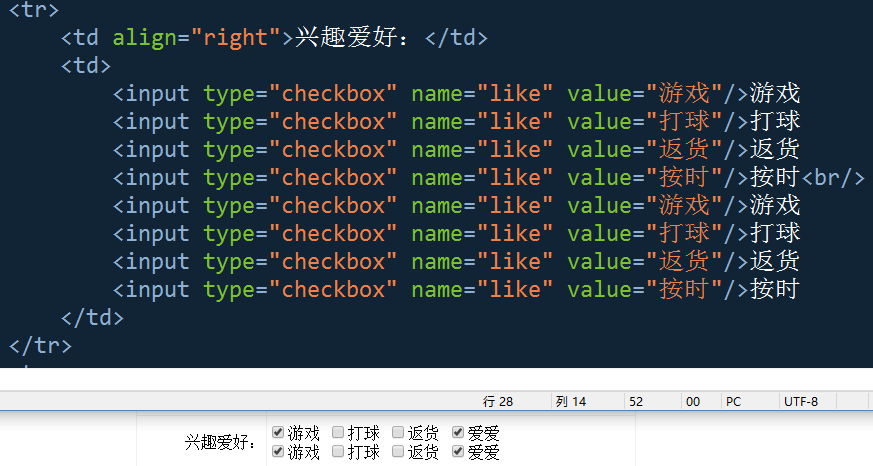 <tr>
<td align="right">兴趣爱好：</td>
<td>
<input type="checkbox" name="like" value="游戏"/>游戏
<input type="checkbox" name="like" value="打球"/>打球
<input type="checkbox" name="like" value="返货"/>返货
<input type="checkbox" name="like" value="按时"/>按时<br/>
<input type="checkbox" name="like" value="游戏"/>游戏
<input type="checkbox" name="like" value="打球"/>打球
<input type="checkbox" name="like" value="返货"/>返货
<input type="checkbox" name="like" value="按时"/>按时
</td>
</tr>
行 28 列 14 52 00 PC UTF-8
兴趣爱好：
游戏 打球 返货 爱爱
游戏 打球 返货 爱爱